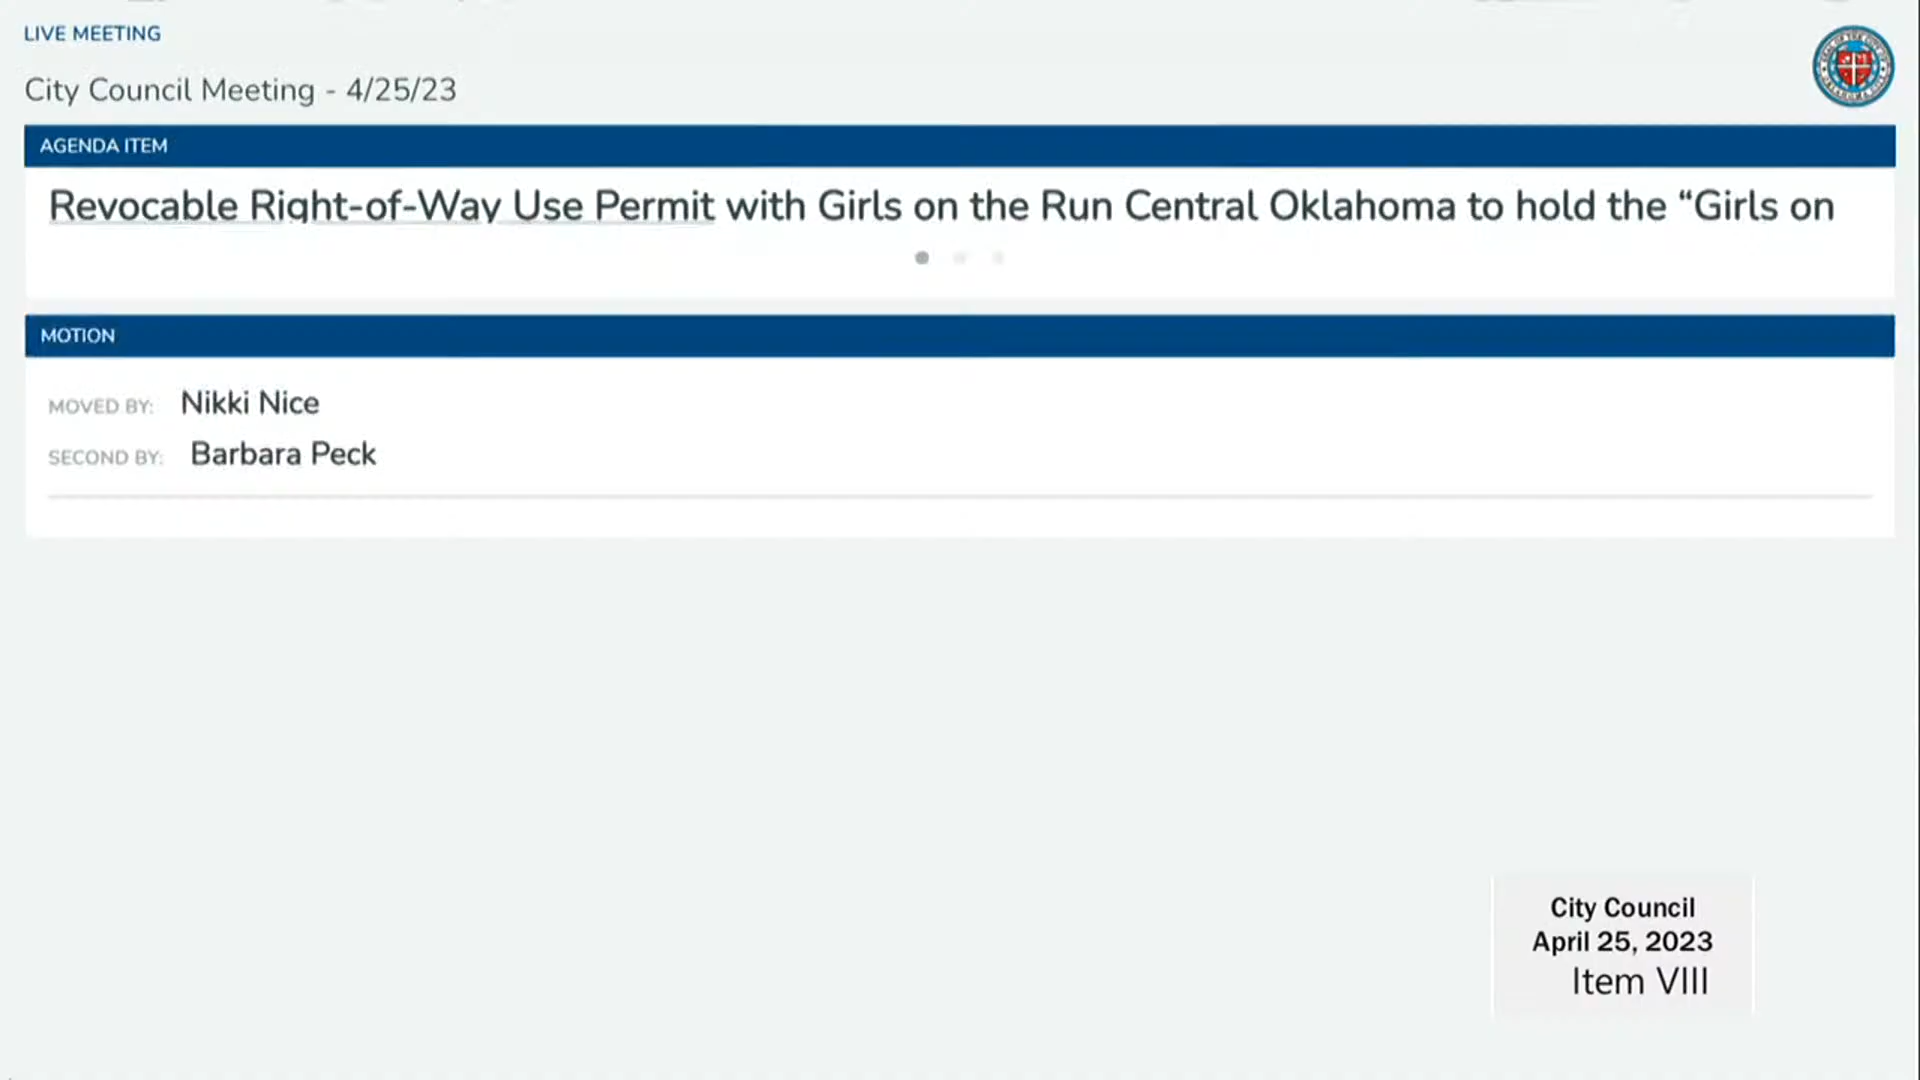 LIVE MEETING
City Council Meeting - 4/25/23
AGENDA ITEM
Revocable Right-of-Way Use Permit with Girls on the Run Central Oklahoma to hold the “Girls on
MOTION
MOVED BY: Nikki Nice
SECOND BY: Barbara Peck
City Council
April 25, 2023
Item VIII